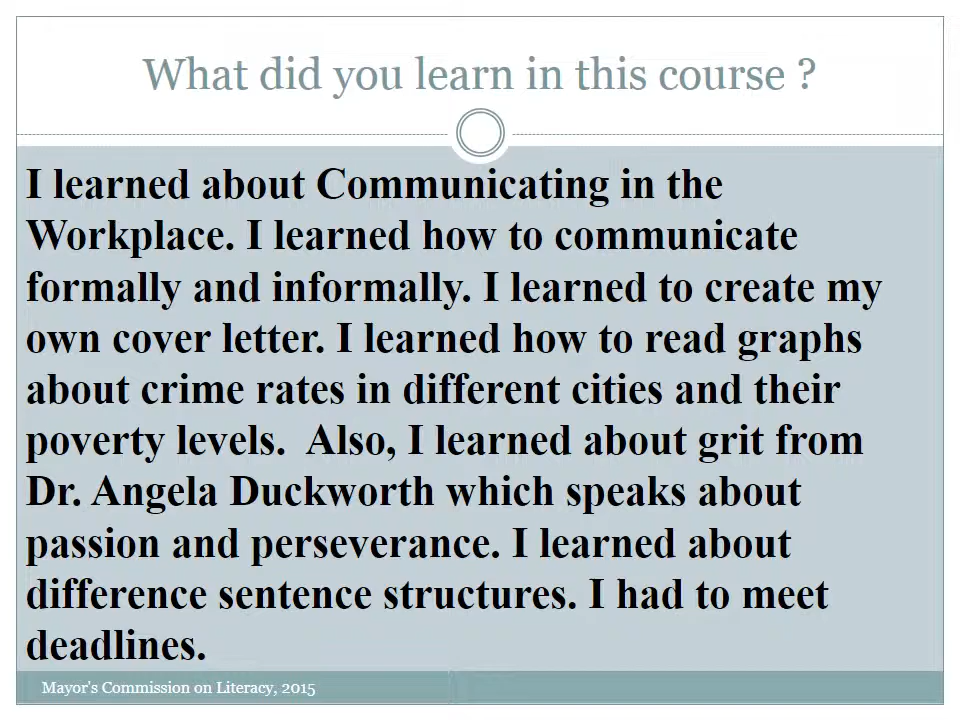 What did you learn in this course ?
I learned about Communicating in the
Workplace. I learned how to communicate
formally and informally. I learned to create my
own cover letter. I learned how to read graphs
about crime rates in different cities and their
poverty levels.  Also, I learned about grit from
Dr. Angela Duckworth which speaks about
passion and perseverance. I learned about
difference sentence structures. I had to meet
deadlines.
Mayor's Commission on Literacy, 2015